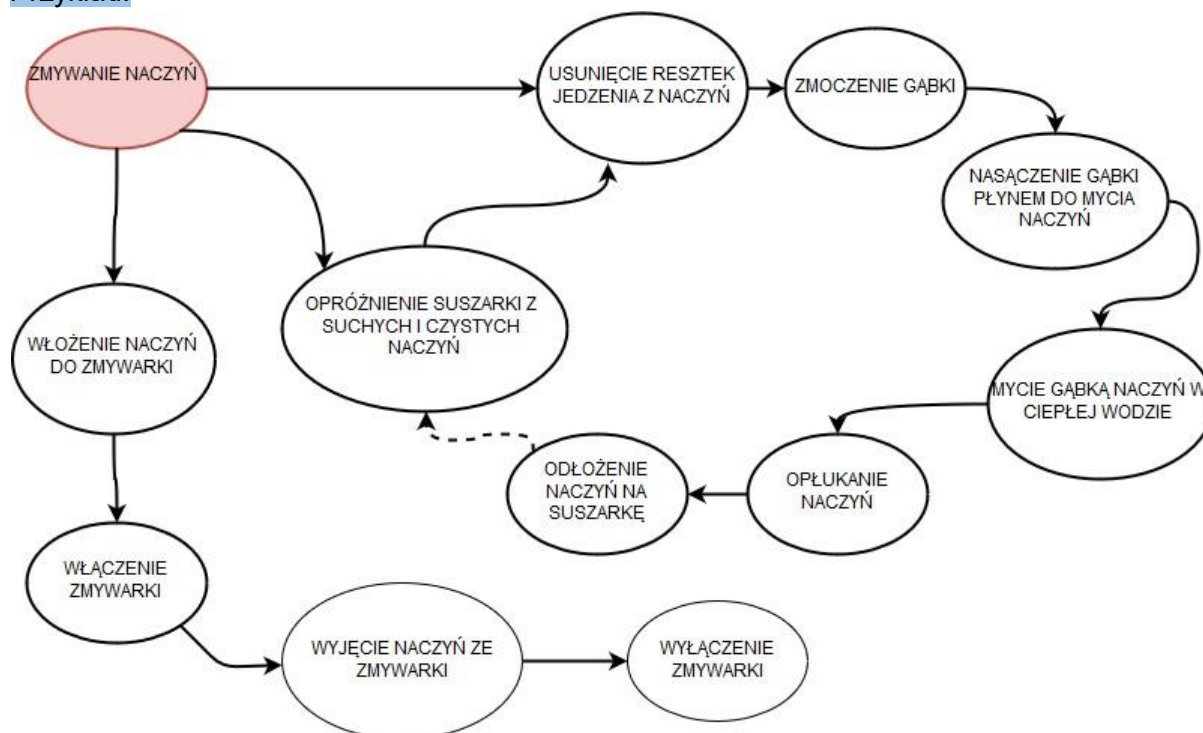 Przykład:
ZMYWANIE NACZYŃ
USUNIĘCIE RESZTEK
JEDZENIA Z NACZYŃ
ZMOCZENIE GĄBKI
NASĄCZENIE GĄBKI
PŁYNEM DO MYCIA
NACZYŃ
OPRÓŻNIENIE SUSZARKI Z
SUCHYCH I CZYSTYCH
NACZYŃ
WŁOŻENIE NACZYŃ
DO ZMYWARKI
MYCIE GĄBKĄ NACZYŃ W
CIEPŁEJ WODZIE
ODŁOŻENIE
NACZYŃ NA
SUSZARKĘ
OPŁUKANIE
NACZYŃ
WŁĄCZENIE
ZMYWARKI
WYJĘCIE NACZYŃ ZE
ZMYWARKI
WYŁĄCZENIE
ZMYWARKI